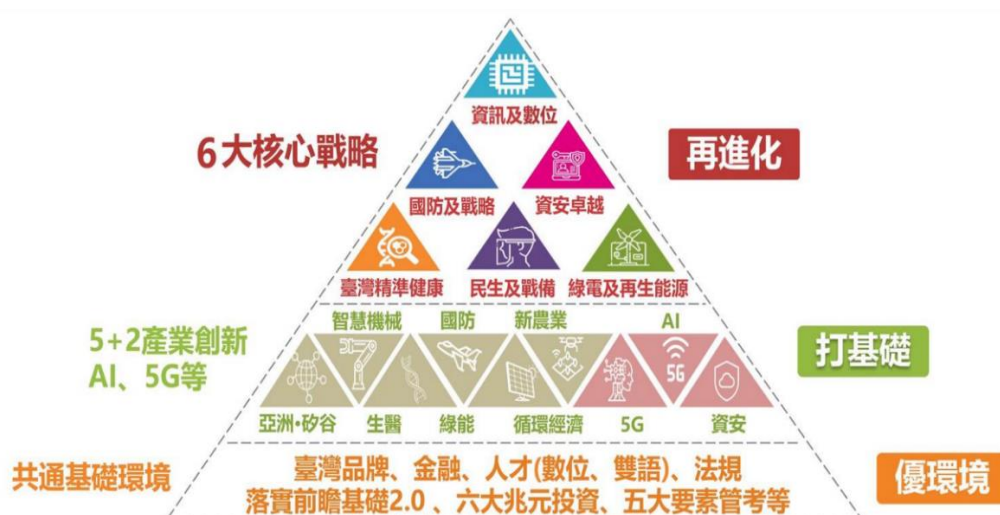 資訊及數位
6大核心戰略
再進化
國防及戰略
資安卓越
臺灣精準健康
民生及戰備
綠電及再生能源
5+2產業創新
AI、5G等
智慧機械
國防
新農業
AI
5G
打基礎
亞洲•矽谷
生醫
綠能
循環經濟
5G
資安
共通基礎環境
臺灣品牌、金融、人才(數位、雙語)、法規
落實前瞻基礎2.0、六大兆元投資、五大要素管考等
優環境